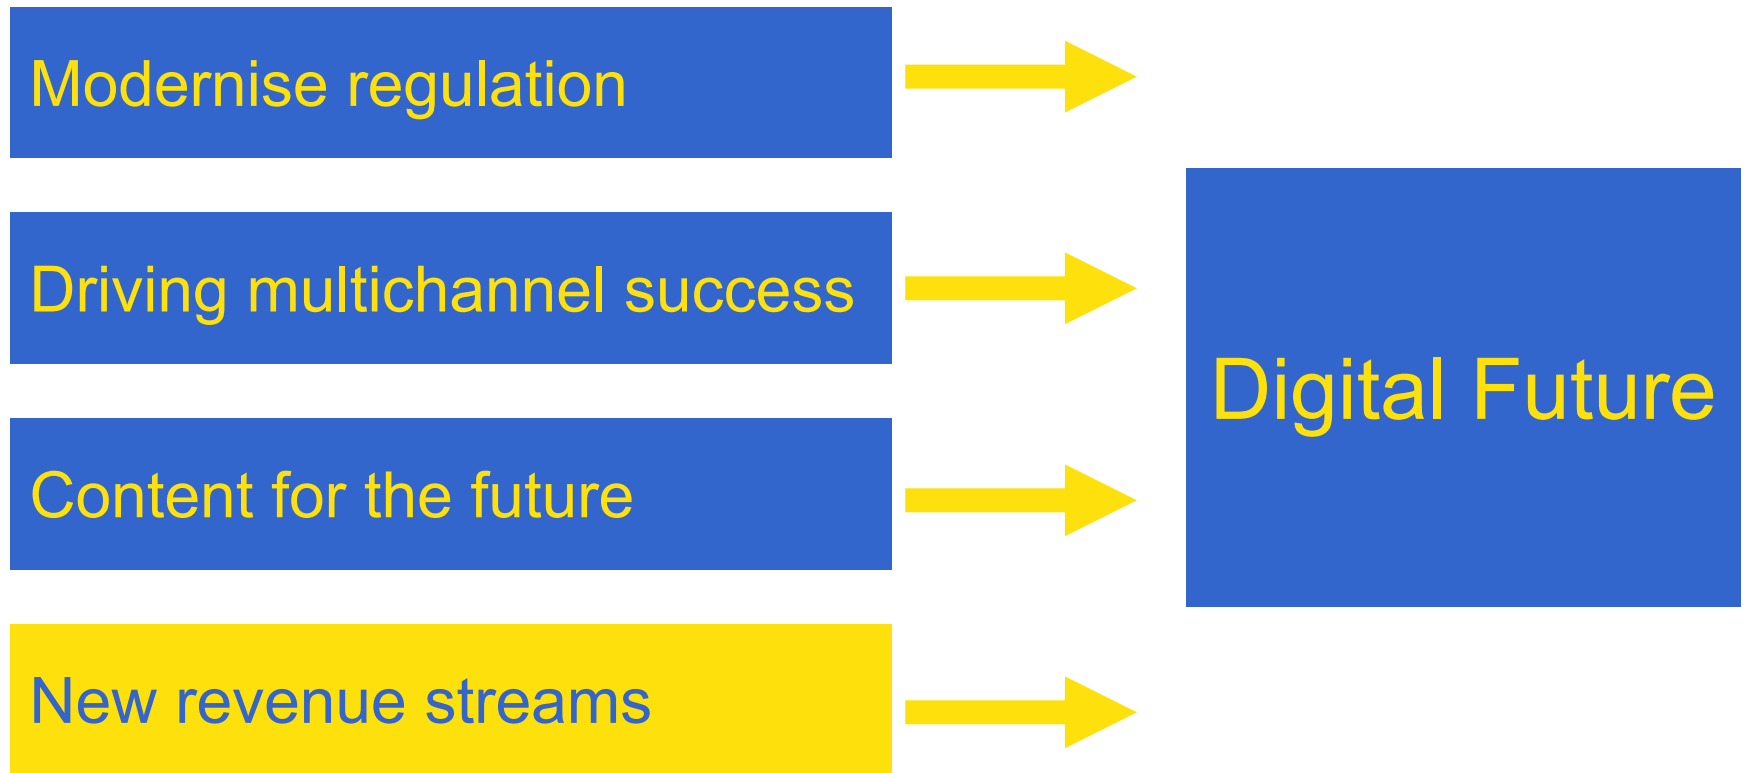 Modernise regulation
Driving multichannel success
Content for the future
New revenue streams
Digital Future